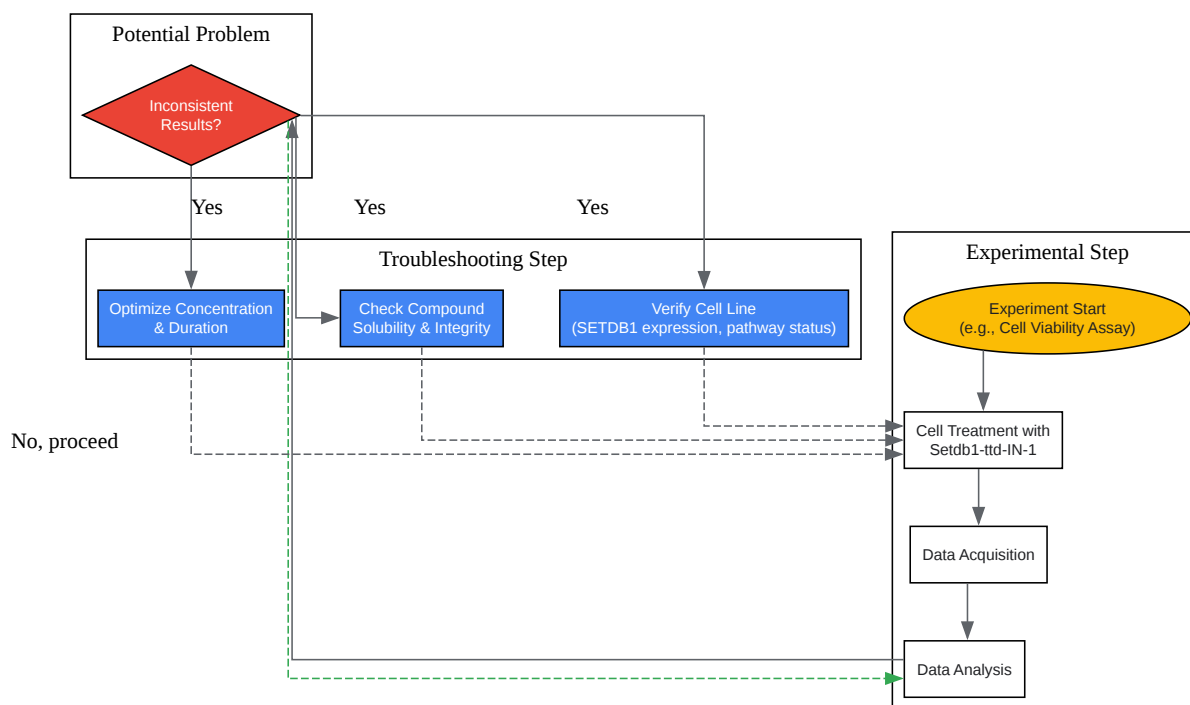 Potential Problem
Inconsistent
Results?
Yes
Yes
Yes
Troubleshooting Step
Optimize Concentration
& Duration
Check Compound
Solubility & Integrity
Verify Cell Line
(SETDB1 expression, pathway status)
Experimental Step
Experiment Start
(e.g., Cell Viability Assay)
No, proceed
Cell Treatment with
Setdb1-ttd-IN-1
Data Acquisition
Data Analysis